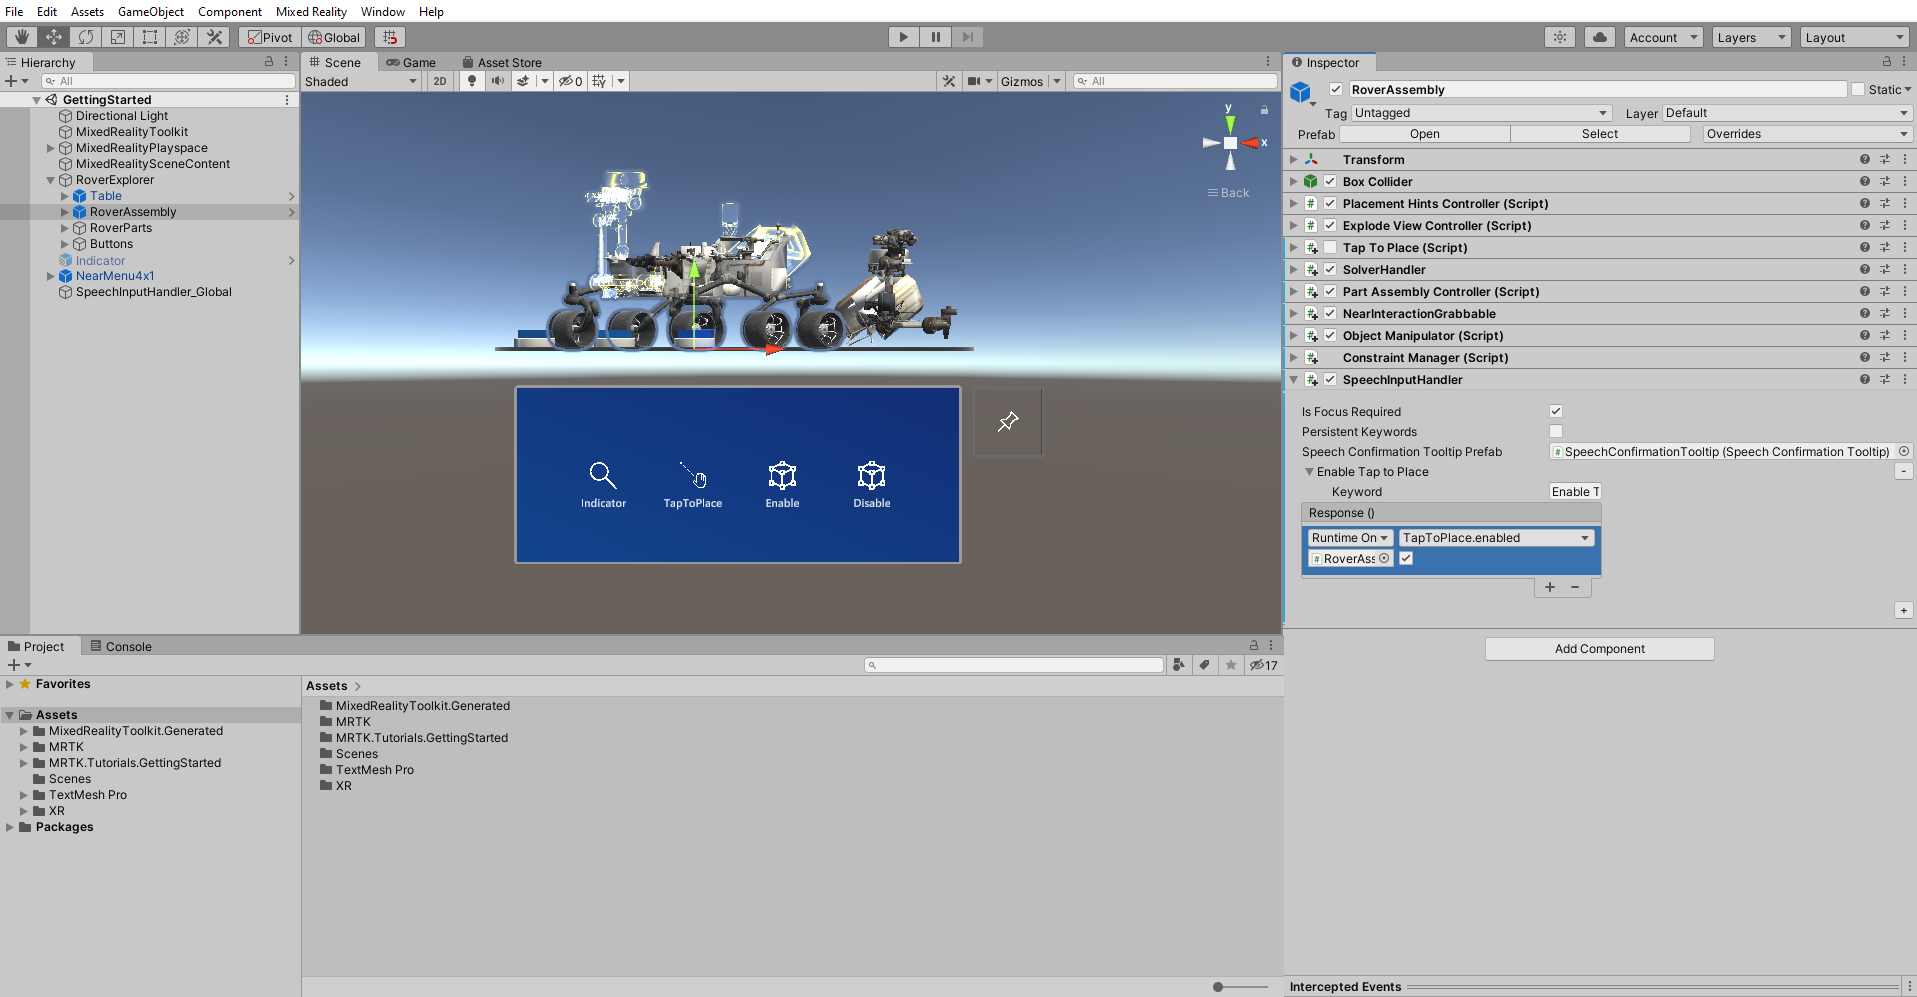 File Edit Assets GameObject Component Mixed Reality Window Help
Pivot Global Account Layers Layout
Hierarchy
All
GettingStarted
Directional Light
MixedRealityToolkit
MixedRealityPlayspace
MixedRealitySceneContent
RoverExplorer
Table
RoverAssembly
RoverParts
Buttons
Indicator
NearMenu4x1
SpeechInputHandler_Global
Scene Game Asset Store
Shaded 2D 0 Gizmos All
y
x
Back
Indicator TapToPlace Enable Disable
Inspector
RoverAssembly Static
Tag Untagged Layer Default
Prefab Open Select Overrides
Transform
Box Collider
Placement Hints Controller (Script)
Explode View Controller (Script)
Tap To Place (Script)
SolverHandler
Part Assembly Controller (Script)
NearInteractionGrabbable
Object Manipulator (Script)
Constraint Manager (Script)
SpeechInputHandler
Is Focus Required
Persistent Keywords
Speech Confirmation Tooltip Prefab SpeechConfirmationTooltip (Speech Confirmation Tooltip)
Enable Tap to Place -
Keyword Enable T
Response ()
Runtime On TapToPlace.enabled
RoverAss
+ −
+
Add Component
Intercepted Events
Project Console
17
Favorites
Assets
MixedRealityToolkit.Generated
MRTK
MRTK.Tutorials.GettingStarted
Scenes
TextMesh Pro
XR
Packages
Assets >
MixedRealityToolkit.Generated
MRTK
MRTK.Tutorials.GettingStarted
Scenes
TextMesh Pro
XR